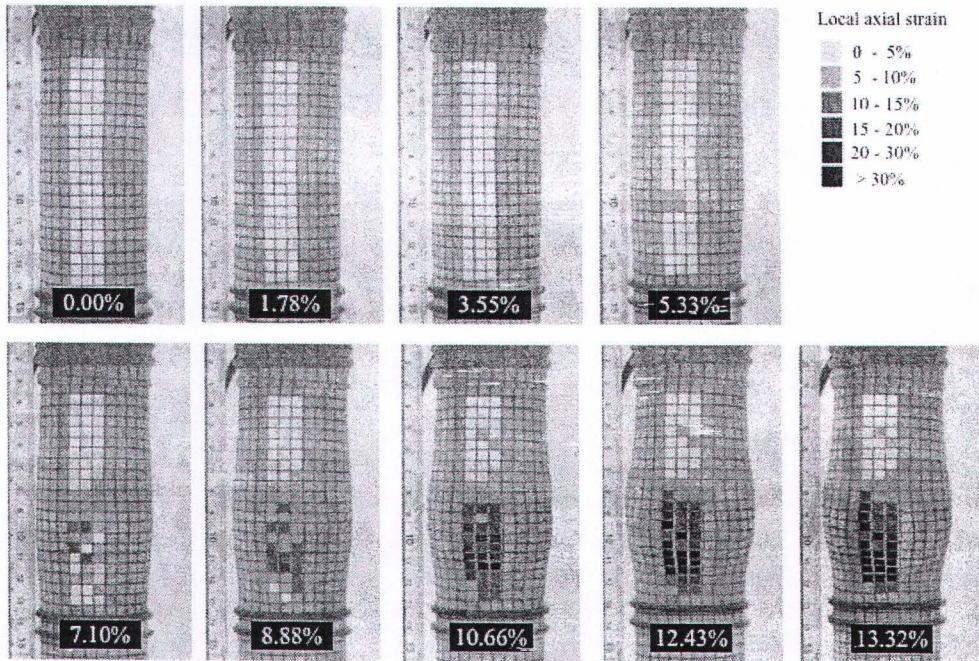 Local axial strain
0 - 5%
5 - 10%
10 - 15%
15 - 20%
20 - 30%
> 30%
0.00%
1.78%
3.55%
5.33%
7.10%
8.88%
10.66%
12.43%
13.32%